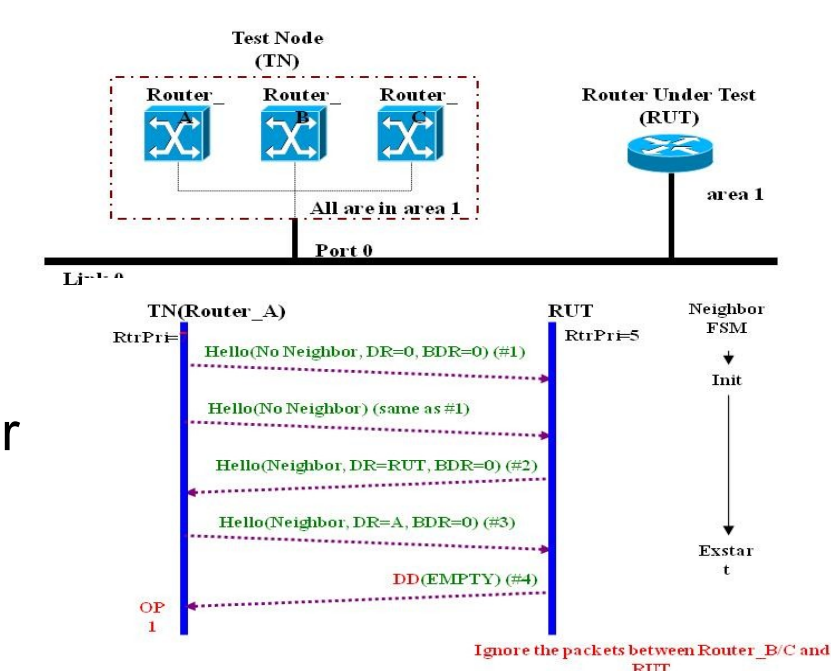 Test Node
(TN)
Router_ Router_ Router_
A B C
Router Under Test
(RUT)
All are in area 1
area 1
Port 0
TN(Router_A)
RUT
Neighbor
FSM
RtrPri=
RtrPri=5
Hello(No Neighbor, DR=0, BDR=0) (#1)
Init
Hello(No Neighbor) (same as #1)
r
Hello(Neighbor, DR=RUT, BDR=0) (#2)
Hello(Neighbor, DR=A, BDR=0) (#3)
Exstar
t
DD(EMPTY) (#4)
OP
1
Ignore the packets between Router_B/C and
RUT